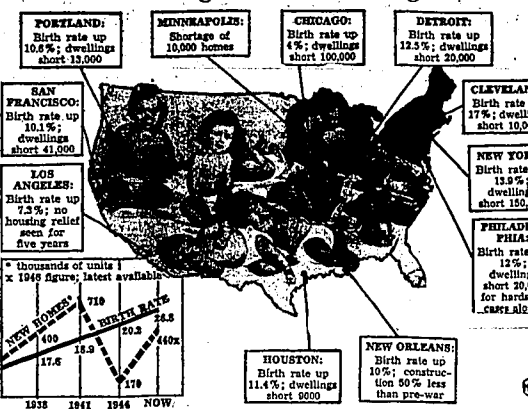 PORTLAND:
Birth rate up
10.6%; dwellings
short 13,000
MINNEAPOLIS:
Shortage of
10,000 homes
CHICAGO:
Birth rate up
4%; dwellings
short 100,000
DETROIT:
Birth rate up
12.5%; dwellings
short 20,000
SAN
FRANCISCO:
Birth rate up
10.1%;
dwellings
short 41,000
CLEVELAN
Birth rate
17%; dwell
short 10,0
LOS
ANGELES:
Birth rate up
7.3%; no
housing relief
seen for
five years
NEW YOR
Birth rate
13.9%
dwellin
short 150,
PHILADE
PHIA:
Birth rate
12%;
dwellin
short 20,
for hards
cases alo
* thousands of units
x 1946 figure; latest available
NEW HOMES*
710
BIRTH RATE
400
20.2
440x
17.6
18.9
170
1938 1941 1944 NOW
HOUSTON:
Birth rate up
11.4%; dwellings
short 9000
NEW ORLEANS:
Birth rate up
10%; construc-
tion 50% less
than pre-war